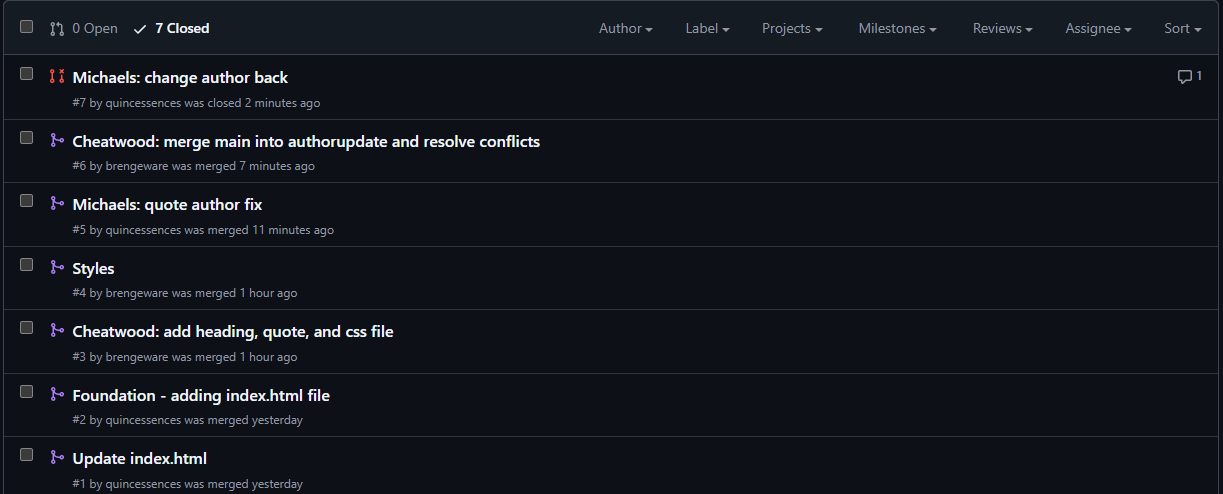 0 Open 7 Closed Author Label Projects Milestones Reviews Assignee Sort
Michaels: change author back 1
#7 by quincessences was closed 2 minutes ago
Cheatwood: merge main into authorupdate and resolve conflicts
#6 by brengeware was merged 7 minutes ago
Michaels: quote author fix
#5 by quincessences was merged 11 minutes ago
Styles
#4 by brengeware was merged 1 hour ago
Cheatwood: add heading, quote, and css file
#3 by brengeware was merged 1 hour ago
Foundation - adding index.html file
#2 by quincessences was merged yesterday
Update index.html
#1 by quincessences was merged yesterday